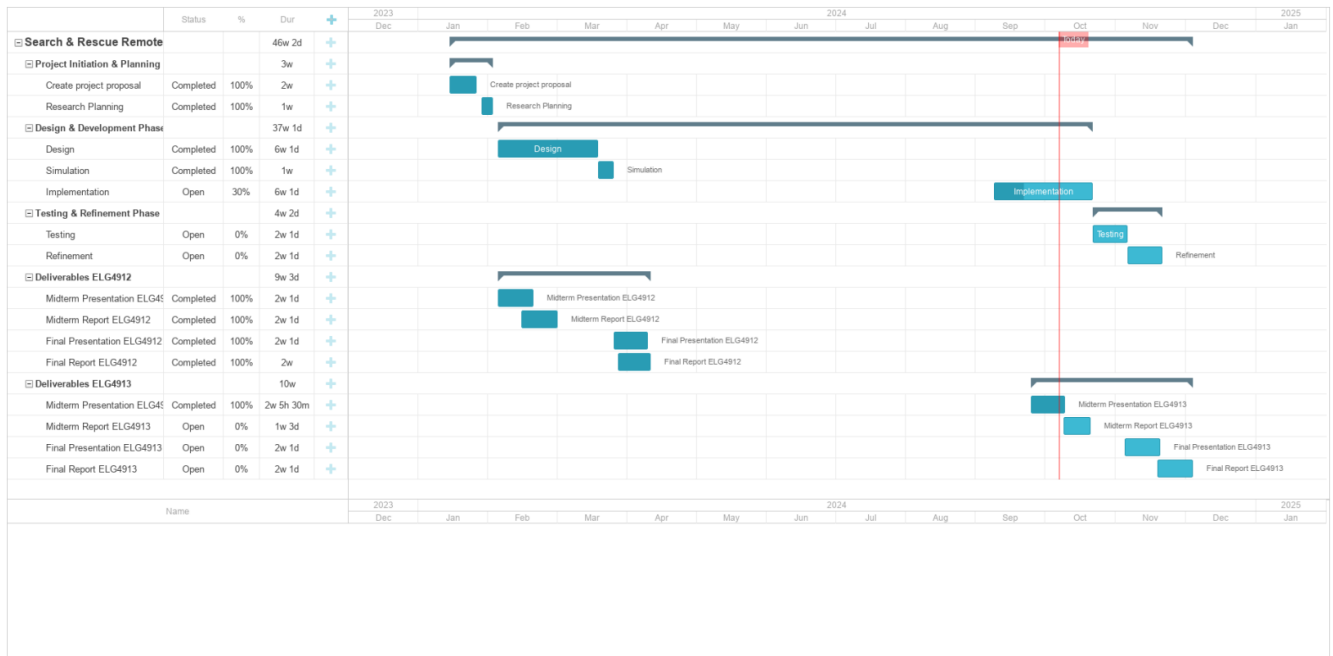 2023 2024 2025
Status % Dur Dec Jan Feb Mar Apr May Jun Jul Aug Sep Oct Nov Dec Jan
Search & Rescue Remote 46w 2d Today
Project Initiation & Planning 3w
Create project proposal Completed 100% 2w Create project proposal
Research Planning Completed 100% 1w Research Planning
Design & Development Phase 37w 1d
Design Completed 100% 6w 1d Design
Simulation Completed 100% 1w Simulation
Implementation Open 30% 6w 1d Implementation
Testing & Refinement Phase 4w 2d
Testing Open 0% 2w 1d Testing
Refinement Open 0% 2w 1d Refinement
Deliverables ELG4912 9w 3d
Midterm Presentation ELG49 Completed 100% 2w 1d Midterm Presentation ELG4912
Midterm Report ELG4912 Completed 100% 2w 1d Midterm Report ELG4912
Final Presentation ELG4912 Completed 100% 2w 1d Final Presentation ELG4912
Final Report ELG4912 Completed 100% 2w Final Report ELG4912
Deliverables ELG4913 10w
Midterm Presentation ELG49 Completed 100% 2w 5h 30m Midterm Presentation ELG4913
Midterm Report ELG4913 Open 0% 1w 3d Midterm Report ELG4913
Final Presentation ELG4913 Open 0% 2w 1d Final Presentation ELG4913
Final Report ELG4913 Open 0% 2w 1d Final Report ELG4913
2023 2024 2025
Name Dec Jan Feb Mar Apr May Jun Jul Aug Sep Oct Nov Dec Jan